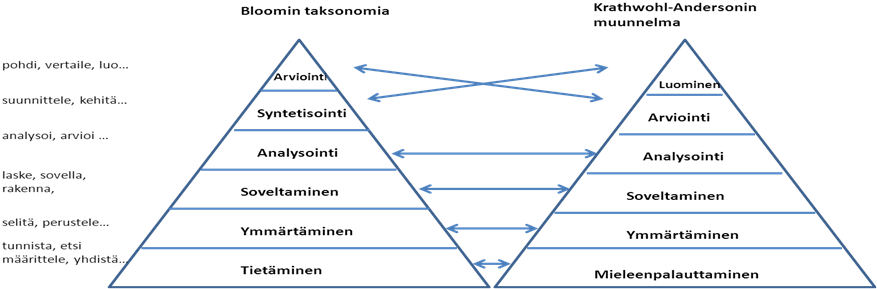 Bloomin taksonomia
Krathwohl-Andersonin
muunnelma
pohdi, vertaile, luo...
suunnittele, kehitä...
analysoi, arvioi ...
laske, sovella,
rakenna,
selitä, perustele...
tunnista, etsi
määrittele, yhdistä...
Arviointi
Syntetisointi
Analysointi
Soveltaminen
Ymmärtäminen
Tietäminen
Luominen
Arviointi
Analysointi
Soveltaminen
Ymmärtäminen
Mieleenpalauttaminen